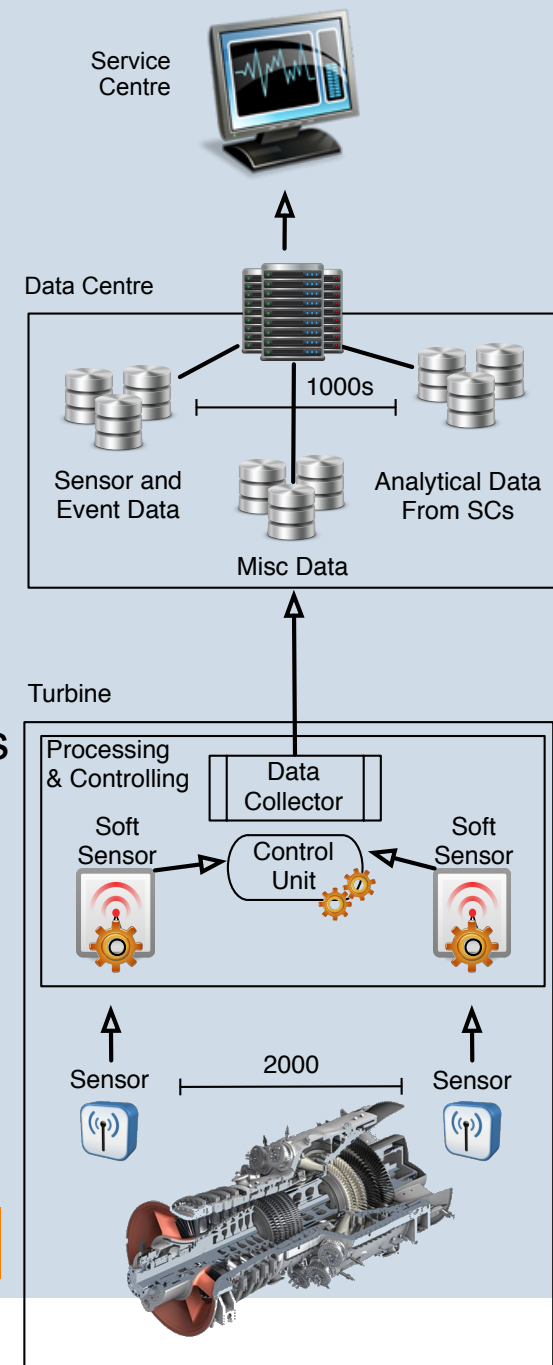 Service
Centre
Data Centre
1000s
Sensor and
Event Data
Analytical Data
From SCs
Misc Data
Turbine
s
Processing
& Controlling
Data
Collector
Soft
Sensor
Control
Unit
Soft
Sensor
2000
Sensor
Sensor